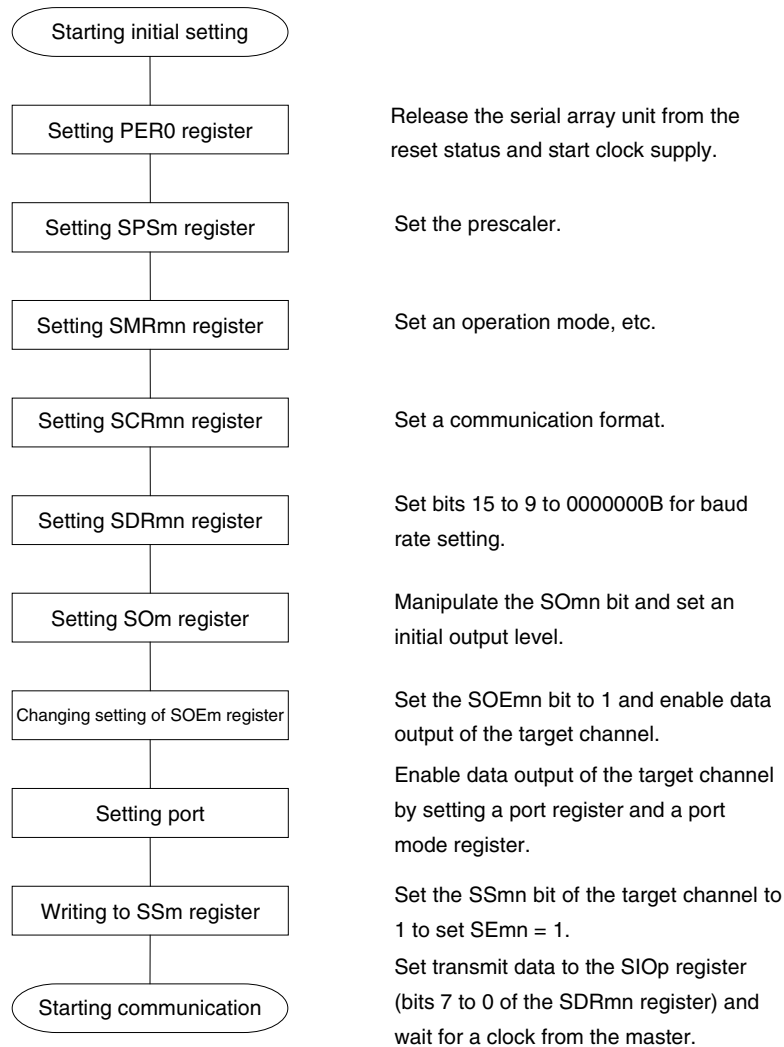 Starting initial setting
Setting PER0 register
Release the serial array unit from the
reset status and start clock supply.
Setting SPSm register
Set the prescaler.
Setting SMRmn register
Set an operation mode, etc.
Setting SCRmn register
Set a communication format.
Setting SDRmn register
Set bits 15 to 9 to 0000000B for baud
rate setting.
Setting SOm register
Manipulate the SOmn bit and set an
initial output level.
Changing setting of SOEm register
Set the SOEmn bit to 1 and enable data
output of the target channel.
Setting port
Enable data output of the target channel
by setting a port register and a port
mode register.
Writing to SSm register
Set the SSmn bit of the target channel to
1 to set SEmn = 1.
Starting communication
Set transmit data to the SIOp register
(bits 7 to 0 of the SDRmn register) and
wait for a clock from the master.